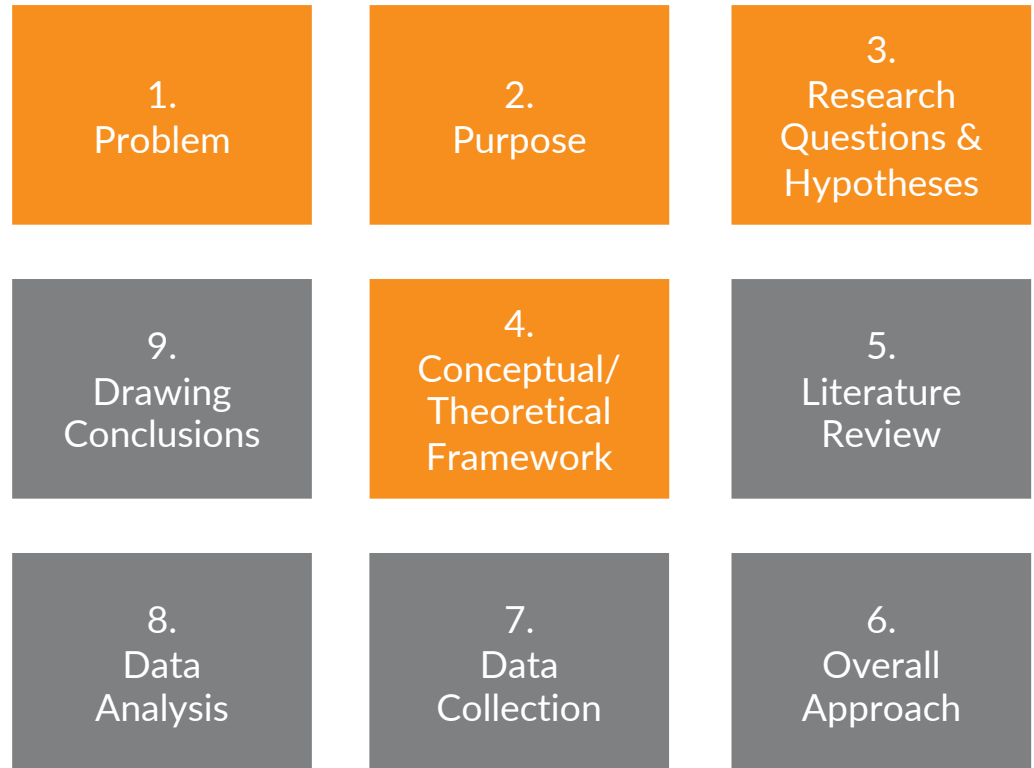 1.
Problem
2.
Purpose
3.
Research
Questions &
Hypotheses
9.
Drawing
Conclusions
4.
Conceptual/
Theoretical
Framework
5.
Literature
Review
8.
Data
Analysis
7.
Data
Collection
6.
Overall
Approach